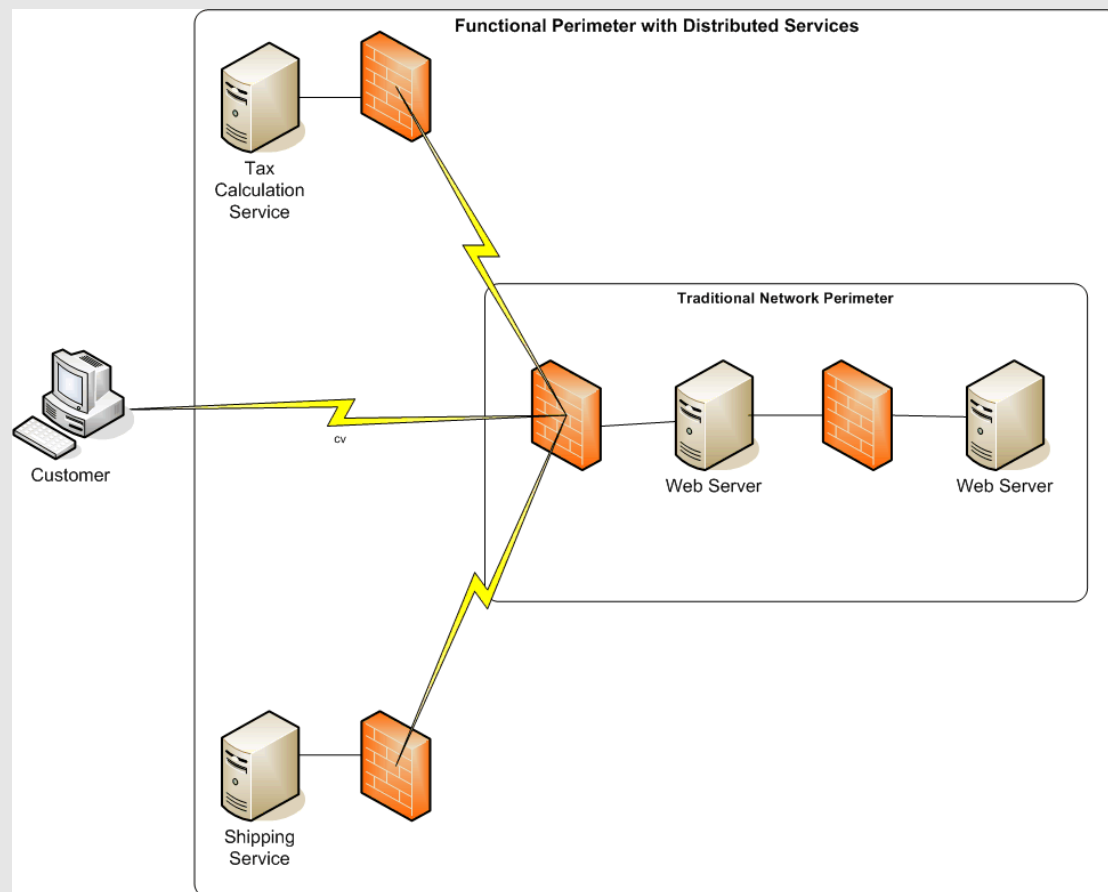 Functional Perimeter with Distributed Services
Tax
Calculation
Service
Traditional Network Perimeter
cv
Customer
Web Server
Web Server
Shipping
Service